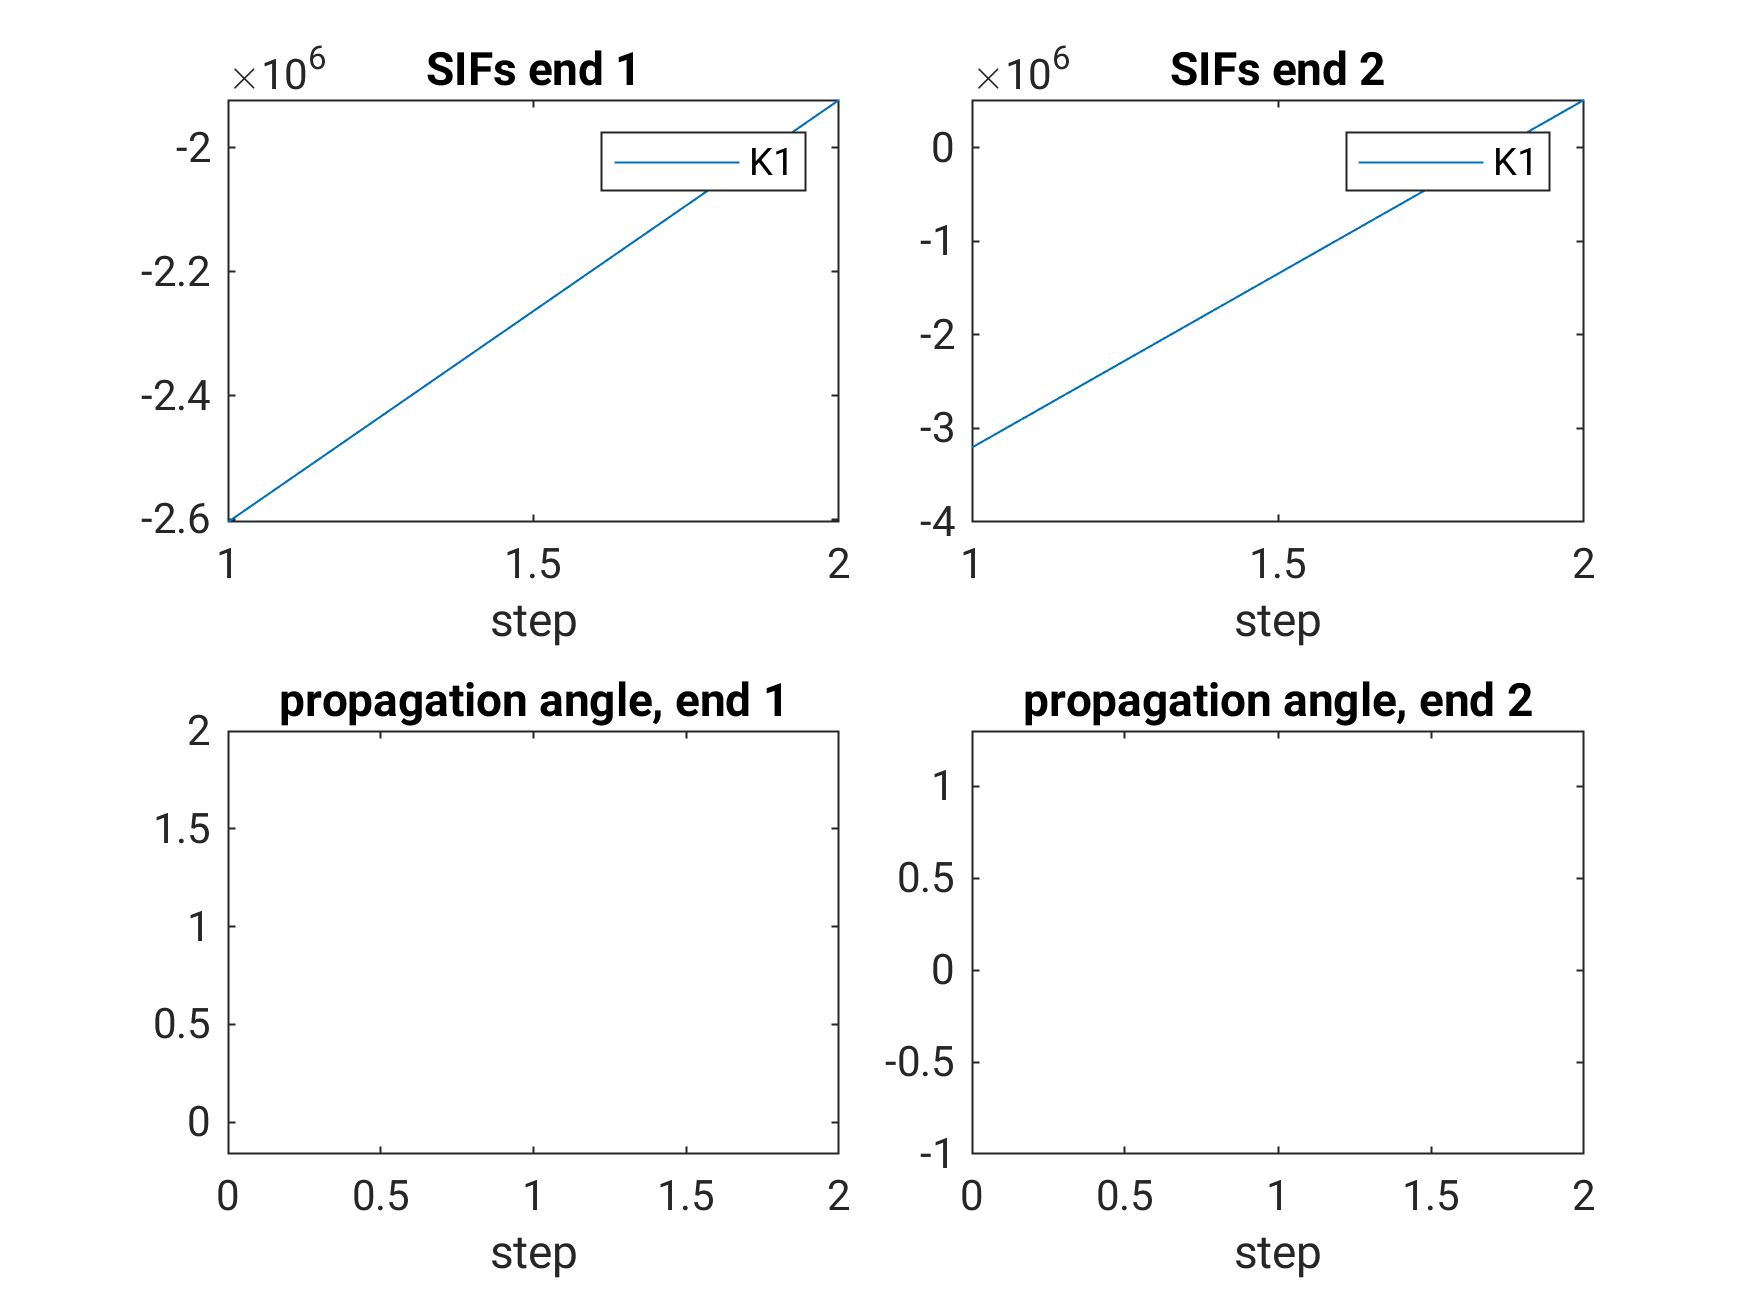 ×10^6 SIFs end 1
-2
-2.2
-2.4
-2.6
K1
1 1.5 2
step
×10^6 SIFs end 2
0
-1
-2
-3
-4
K1
1 1.5 2
step
propagation angle, end 1
2
1.5
1
0.5
0
0 0.5 1 1.5 2
step
propagation angle, end 2
1
0.5
0
-0.5
-1
0 0.5 1 1.5 2
step